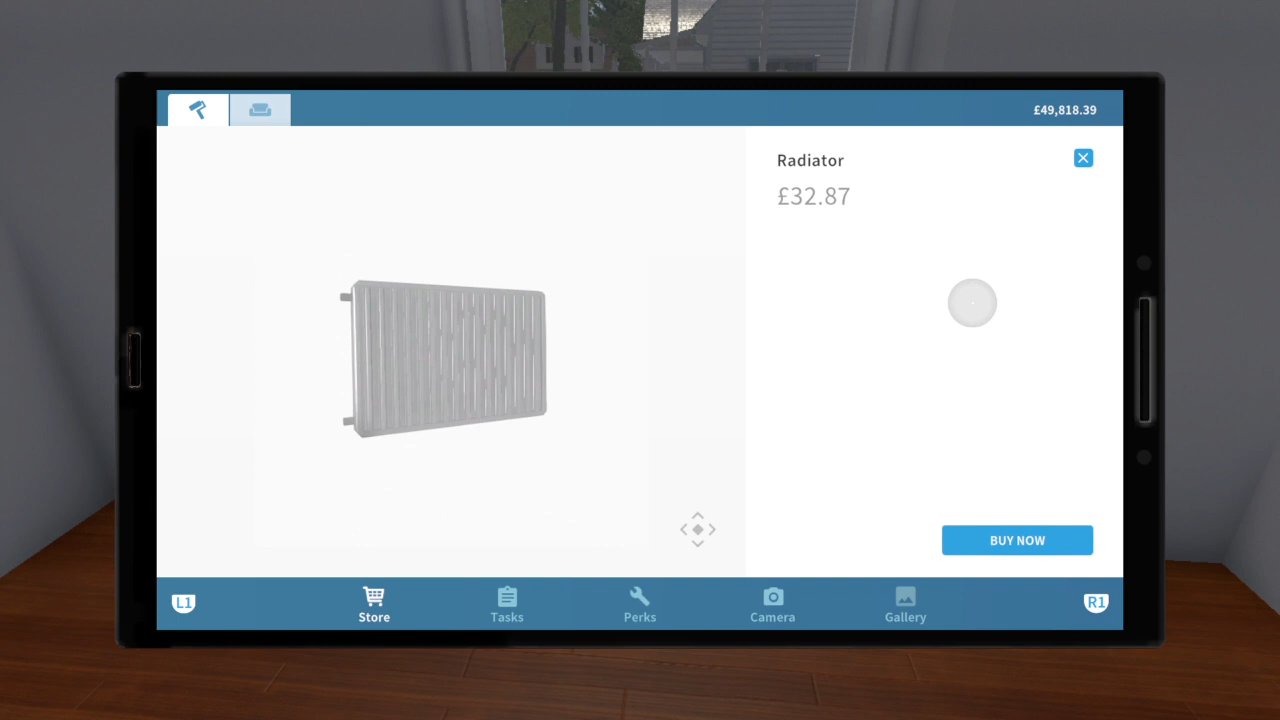 £49,818.39
Radiator
£32.87
BUY NOW
L1
Store
Tasks
Perks
Camera
Gallery
R1